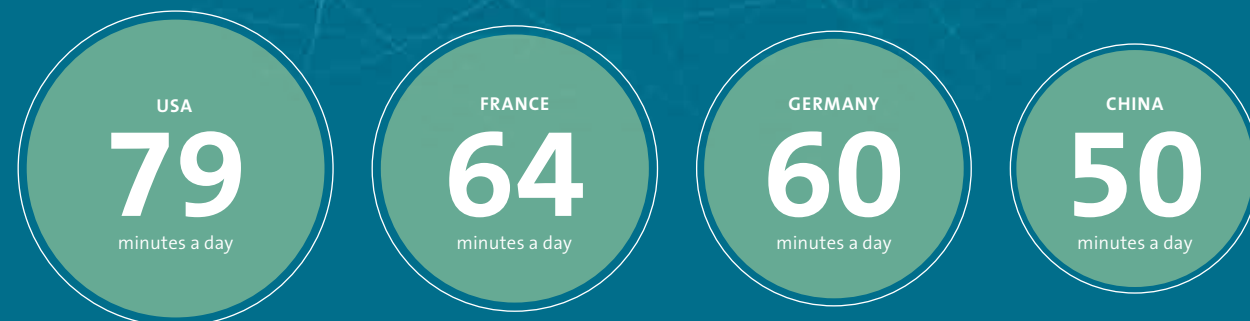 USA
79
minutes a day
FRANCE
64
minutes a day
GERMANY
60
minutes a day
CHINA
50
minutes a day